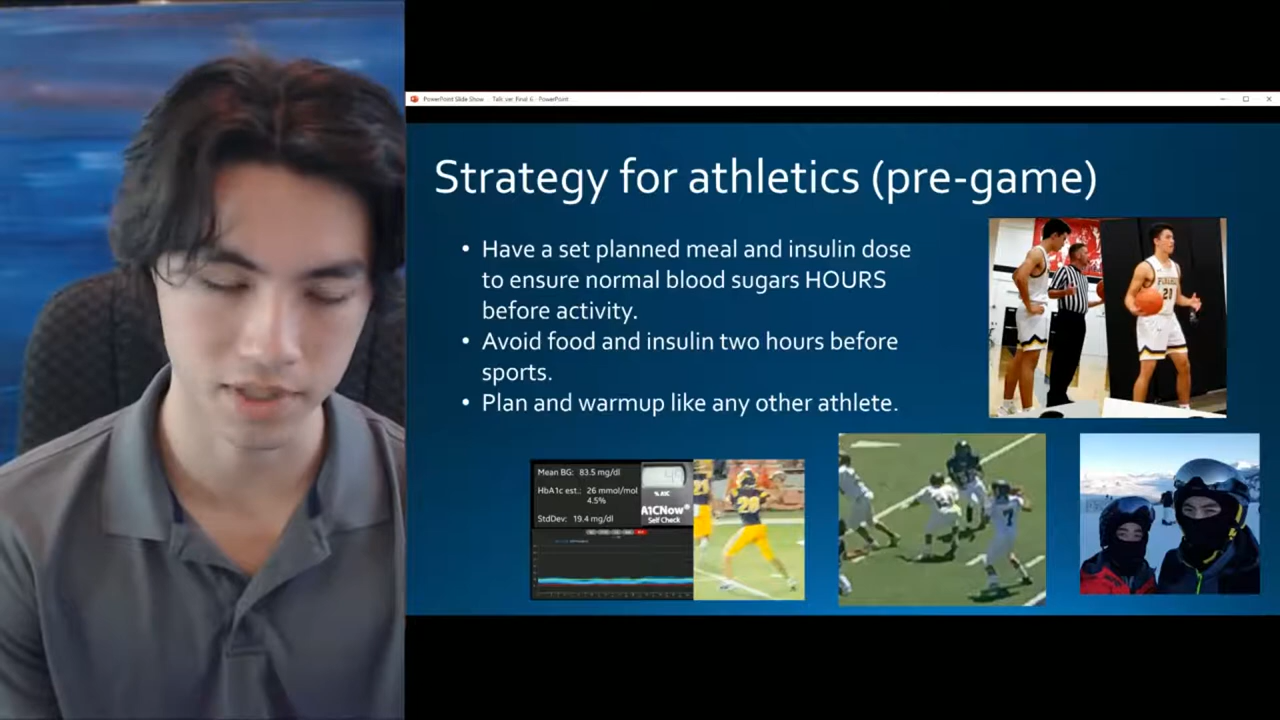 PowerPoint Slide Show - Talk ver. Final 6 - PowerPoint
Strategy for athletics (pre-game)
• Have a set planned meal and insulin dose
to ensure normal blood sugars HOURS
before activity.
• Avoid food and insulin two hours before
sports.
• Plan and warmup like any other athlete.
20
Mean BG: 83.5 mg/dl
HbA1c est.: 26 mmol/mol
4.5%
StdDev: 19.4 mg/dl
% A1C
A1CNow®
Self Check
28
7